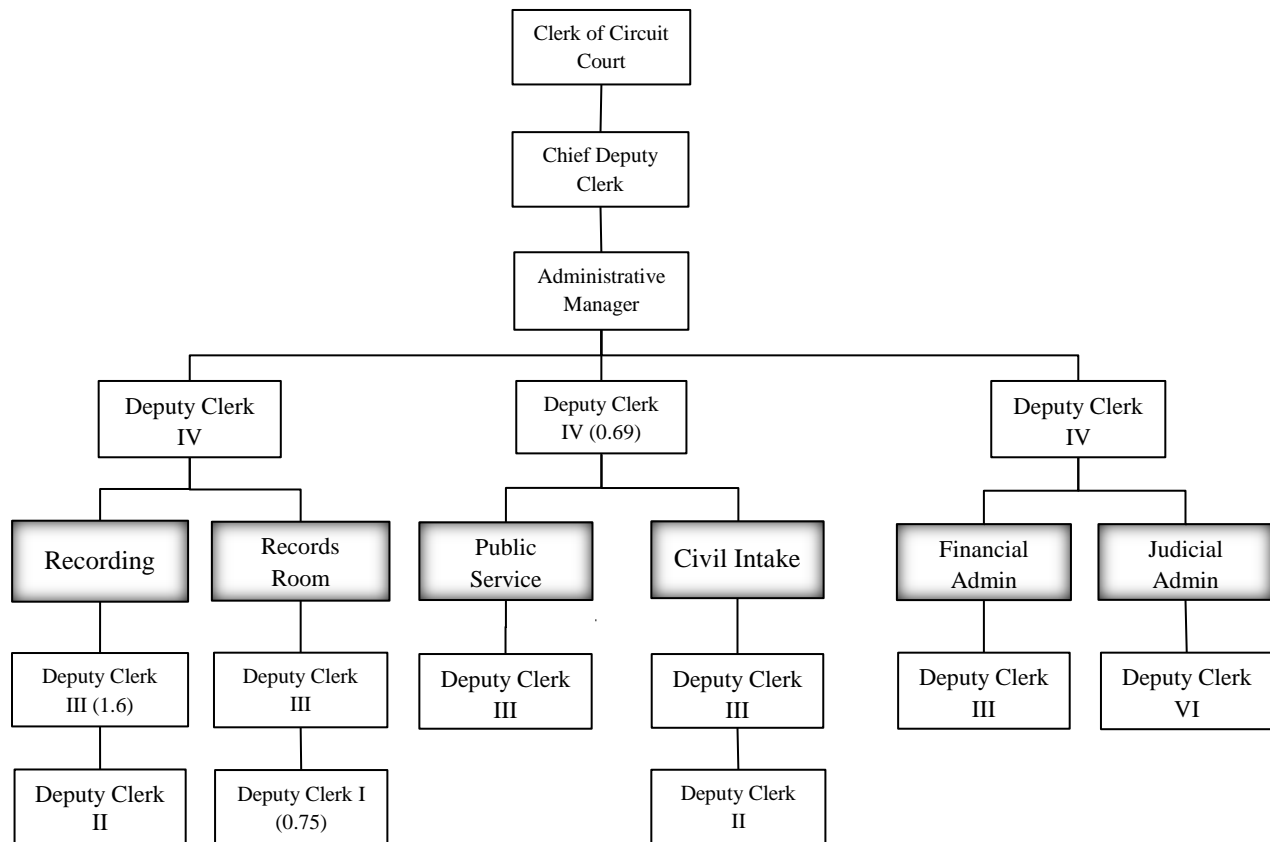 Clerk of Circuit
Court
Chief Deputy
Clerk
Administrative
Manager
Deputy Clerk
IV
Deputy Clerk
IV (0.69)
Deputy Clerk
IV
Recording
Records
Room
Public
Service
Civil Intake
Financial
Admin
Judicial
Admin
Deputy Clerk
III (1.6)
Deputy Clerk
III
Deputy Clerk
III
Deputy Clerk
III
Deputy Clerk
III
Deputy Clerk
VI
Deputy Clerk
II
Deputy Clerk I
(0.75)
Deputy Clerk
II